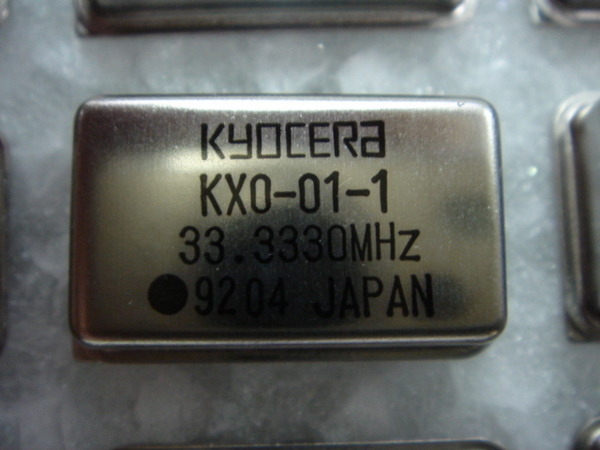 KYOCERA
KXO-01-1
33.3330MHz
9204 JAPAN